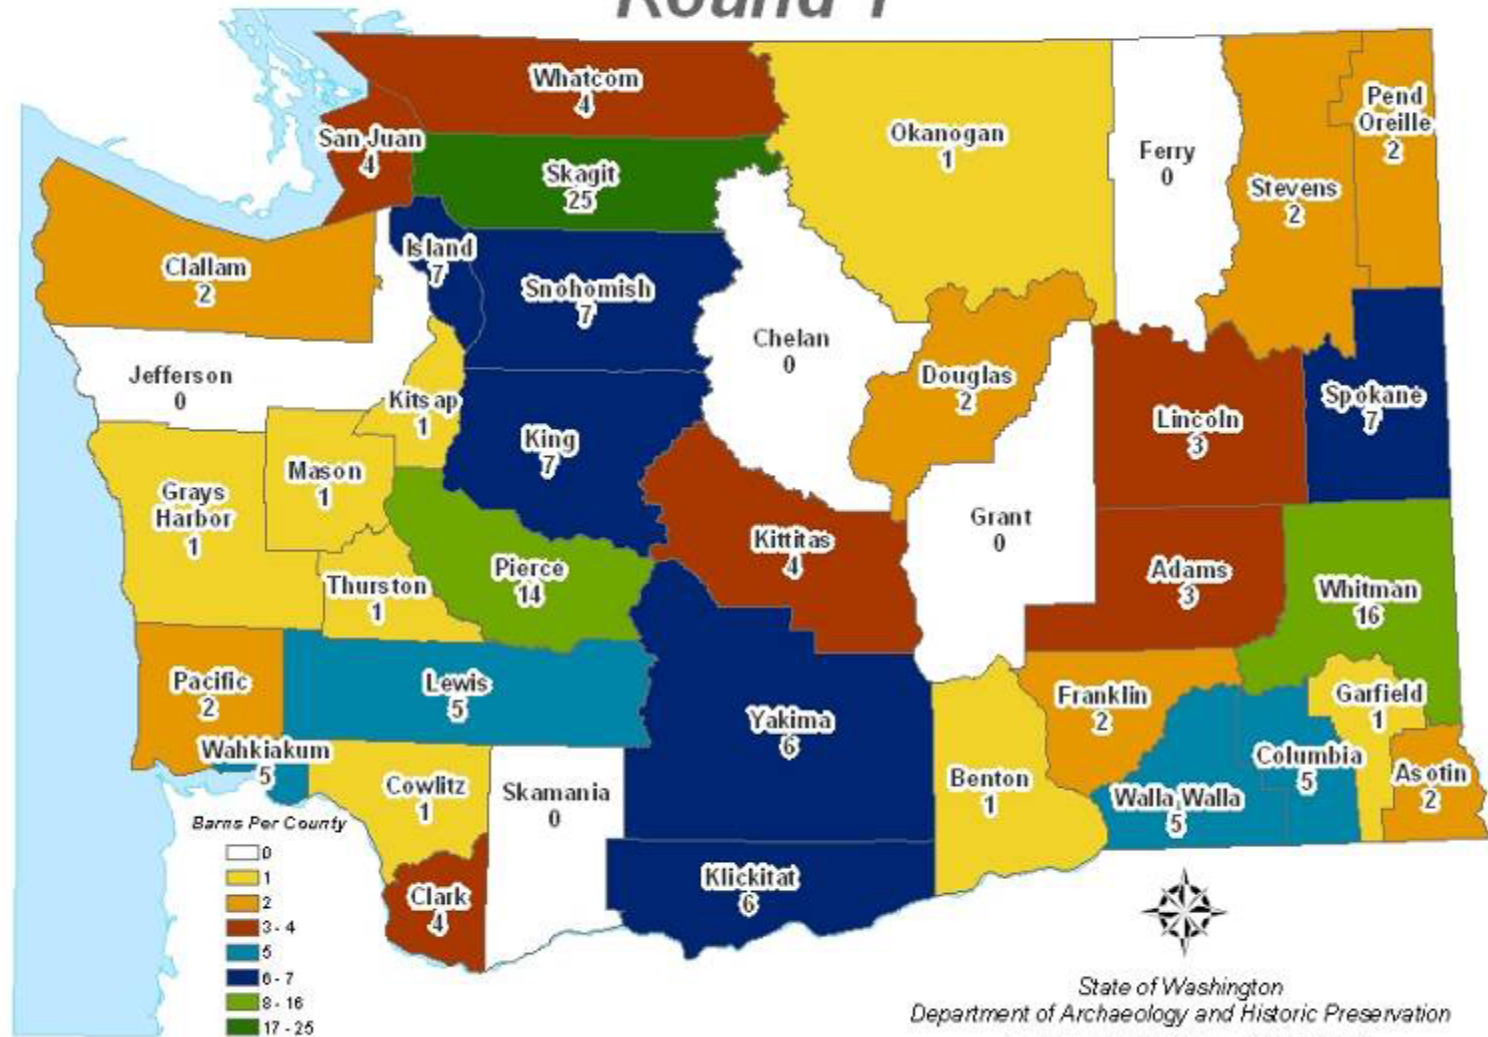 Round 1
Whatcom
4
San Juan
4
Skagit
25
Okanogan
1
Ferry
0
Stevens
2
Pend
Oreille
2
Clallam
2
Island
7
Snohomish
7
Chelan
0
Jefferson
0
Kitsap
1
King
7
Douglas
2
Lincoln
3
Spokane
7
Grays
Harbor
1
Mason
1
Thurston
1
Pierce
14
Kittitas
4
Grant
0
Adams
3
Whitman
16
Pacific
2
Lewis
5
Yakima
6
Franklin
2
Garfield
1
Wahkiakum
5
Cowlitz
1
Skamania
0
Benton
1
Walla Walla
5
Columbia
5
Asotin
2
Clark
4
Klickitat
6
Barns Per County
0
1
2
3 - 4
5
6 - 7
8 - 16
17 - 25
State of Washington
Department of Archaeology and Historic Preservation